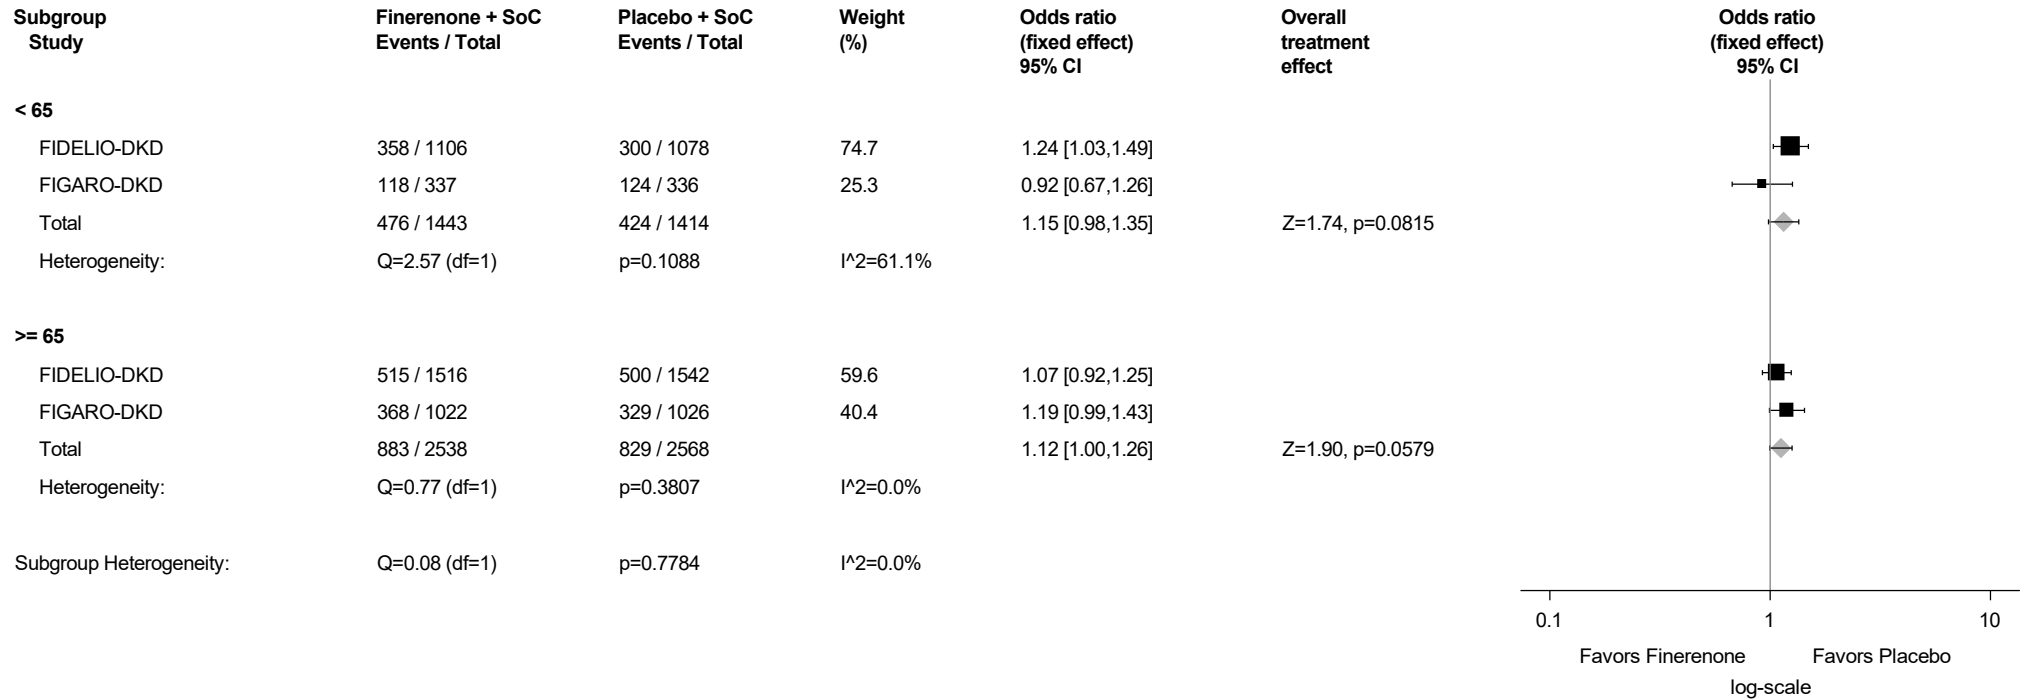 Subgroup Finerenone + SoC Placebo + SoC Weight Odds ratio Overall Odds ratio
Study Events / Total Events / Total (%) (fixed effect) treatment (fixed effect)
95% CI effect 95% CI
< 65
FIDELIO-DKD 358 / 1106 300 / 1078 74.7 1.24 [1.03,1.49]
FIGARO-DKD 118 / 337 124 / 336 25.3 0.92 [0.67,1.26]
Total 476 / 1443 424 / 1414 1.15 [0.98,1.35] Z=1.74, p=0.0815
Heterogeneity: Q=2.57 (df=1) p=0.1088 I^2=61.1%
>= 65
FIDELIO-DKD 515 / 1516 500 / 1542 59.6 1.07 [0.92,1.25]
FIGARO-DKD 368 / 1022 329 / 1026 40.4 1.19 [0.99,1.43]
Total 883 / 2538 829 / 2568 1.12 [1.00,1.26] Z=1.90, p=0.0579
Heterogeneity: Q=0.77 (df=1) p=0.3807 I^2=0.0%
Subgroup Heterogeneity: Q=0.08 (df=1) p=0.7784 I^2=0.0%
0.1 1 10
Favors Finerenone Favors Placebo
log-scale